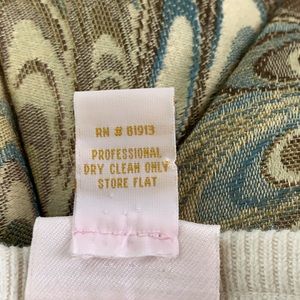 RN # 81913
PROFESSIONAL
DRY CLEAN ONLY
STORE FLAT